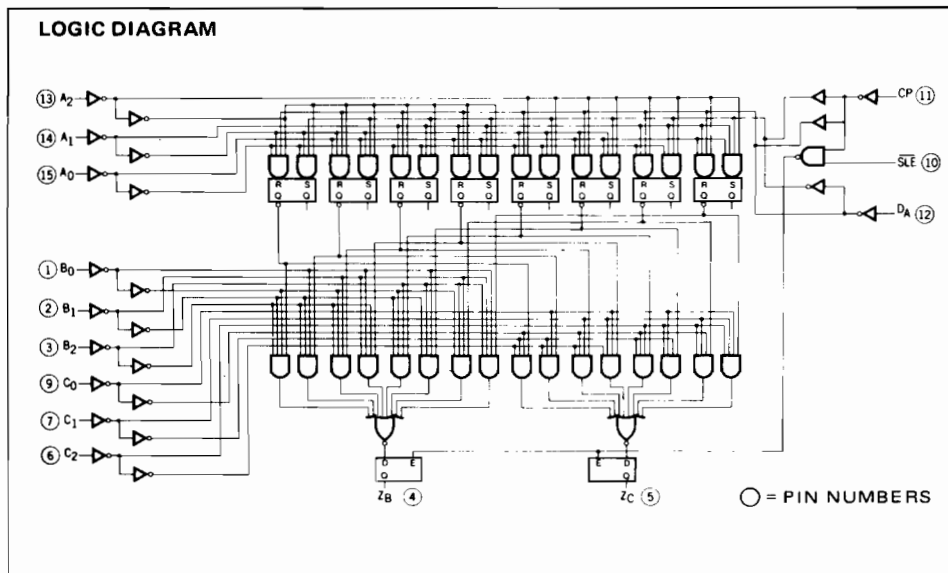 LOGIC DIAGRAM
13 A2
14 A1
15 A0
CP 11
SLE 10
DA 12
R S R S R S R S R S R S R S R S
Q Q Q Q Q Q Q Q Q Q Q Q Q Q Q Q
1 B0
2 B1
3 B2
9 C0
7 C1
6 C2
D E
Q
ZB 4
E D
Q
ZC 5
= PIN NUMBERS